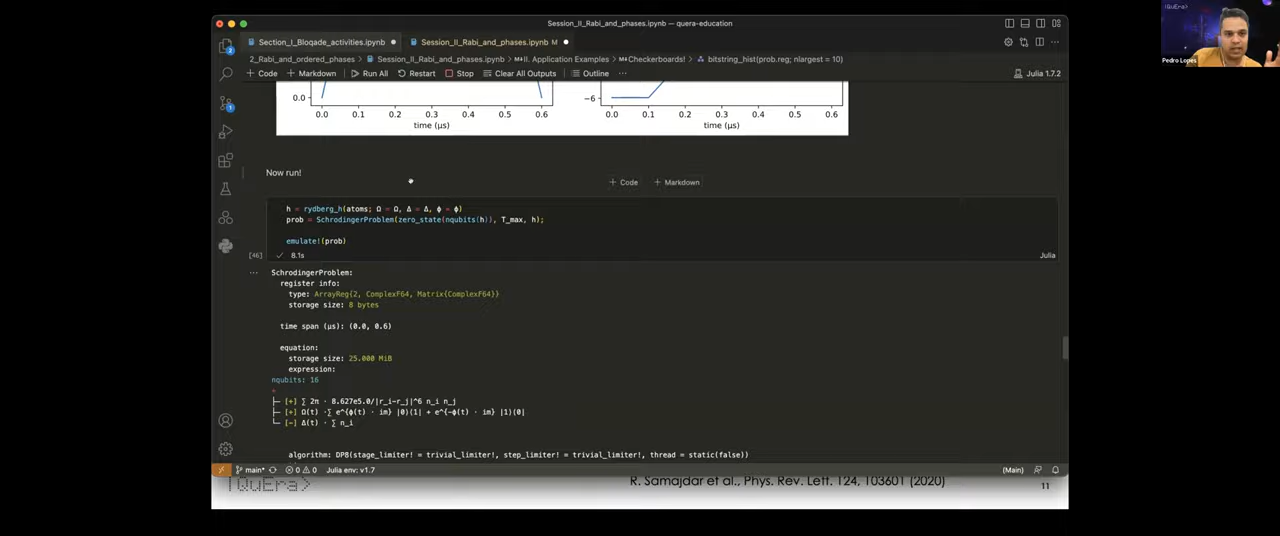 Session_II_Rabi_and_phases.ipynb — quera-education
Section_I_Bloqade_activities.ipynb
Session_II_Rabi_and_phases.ipynb M
2_Rabi_and_ordered_phases > Session_II_Rabi_and_phases.ipynb > M↓II. Application Examples > M↓Checkerboards! > bitstring_hist(prob.reg; nlargest = 10)
+ Code + Markdown Run All Restart Stop Clear All Outputs Outline ...
Julia 1.7.2
0.0
−6
0.0 0.1 0.2 0.3 0.4 0.5 0.6
0.0 0.1 0.2 0.3 0.4 0.5 0.6
time (μs)
time (μs)
Now run!
+ Code + Markdown
h = rydberg_h(atoms; Ω = Ω, Δ = Δ, ϕ = ϕ)
prob = SchrodingerProblem(zero_state(nqubits(h)), T_max, h);
emulate!(prob)
[46] ✓ 8.1s
Julia
... SchrodingerProblem:
register info:
type: ArrayReg{2, ComplexF64, Matrix{ComplexF64}}
storage size: 8 bytes
time span (μs): (0.0, 0.6)
equation:
storage size: 25.000 MiB
expression:
nqubits: 16
+
├─ [+] ∑ 2π ⋅ 8.627e5.0/|r_i-r_j|^6 n_i n_j
├─ [+] Ω(t) ⋅∑ e^{ϕ(t) ⋅ im} |0⟩⟨1| + e^{-ϕ(t) ⋅ im} |1⟩⟨0|
└─ [-] Δ(t) ⋅ ∑ n_i
algorithm: DP8(stage_limiter! = trivial_limiter!, step_limiter! = trivial_limiter!, thread = static(false))
main* 0 0 Julia env: v1.7
(Main)
|QuEra⟩
R. Samajdar et al., Phys. Rev. Lett. 124, 103601 (2020)
11
|QuEra⟩
Pedro Lopes
2
1